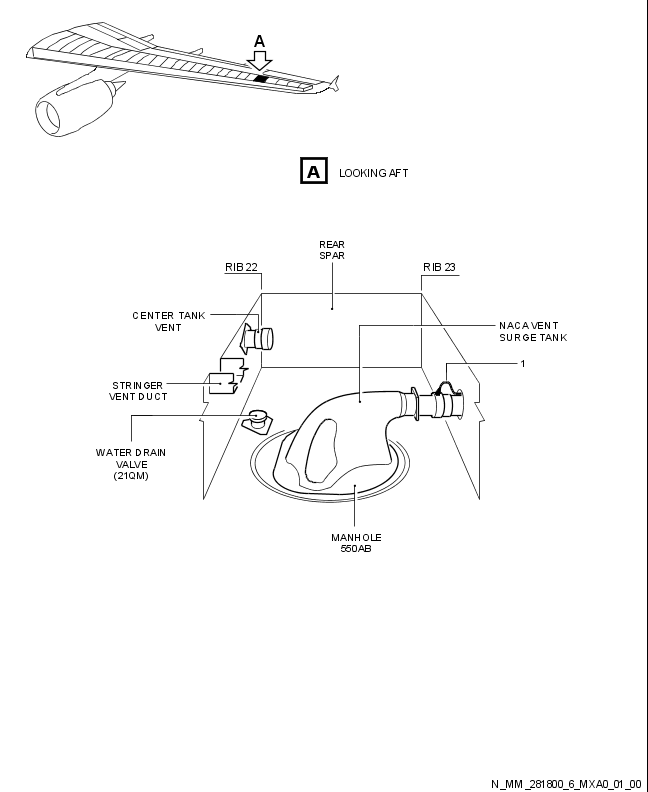 A
A
LOOKING AFT
REAR
SPAR
RIB 22
RIB 23
CENTER TANK
VENT
NACA VENT
SURGE TANK
1
STRINGER
VENT DUCT
WATER DRAIN
VALVE
(21QM)
MANHOLE
550AB
N_MM_281800_6_MXA0_01_00